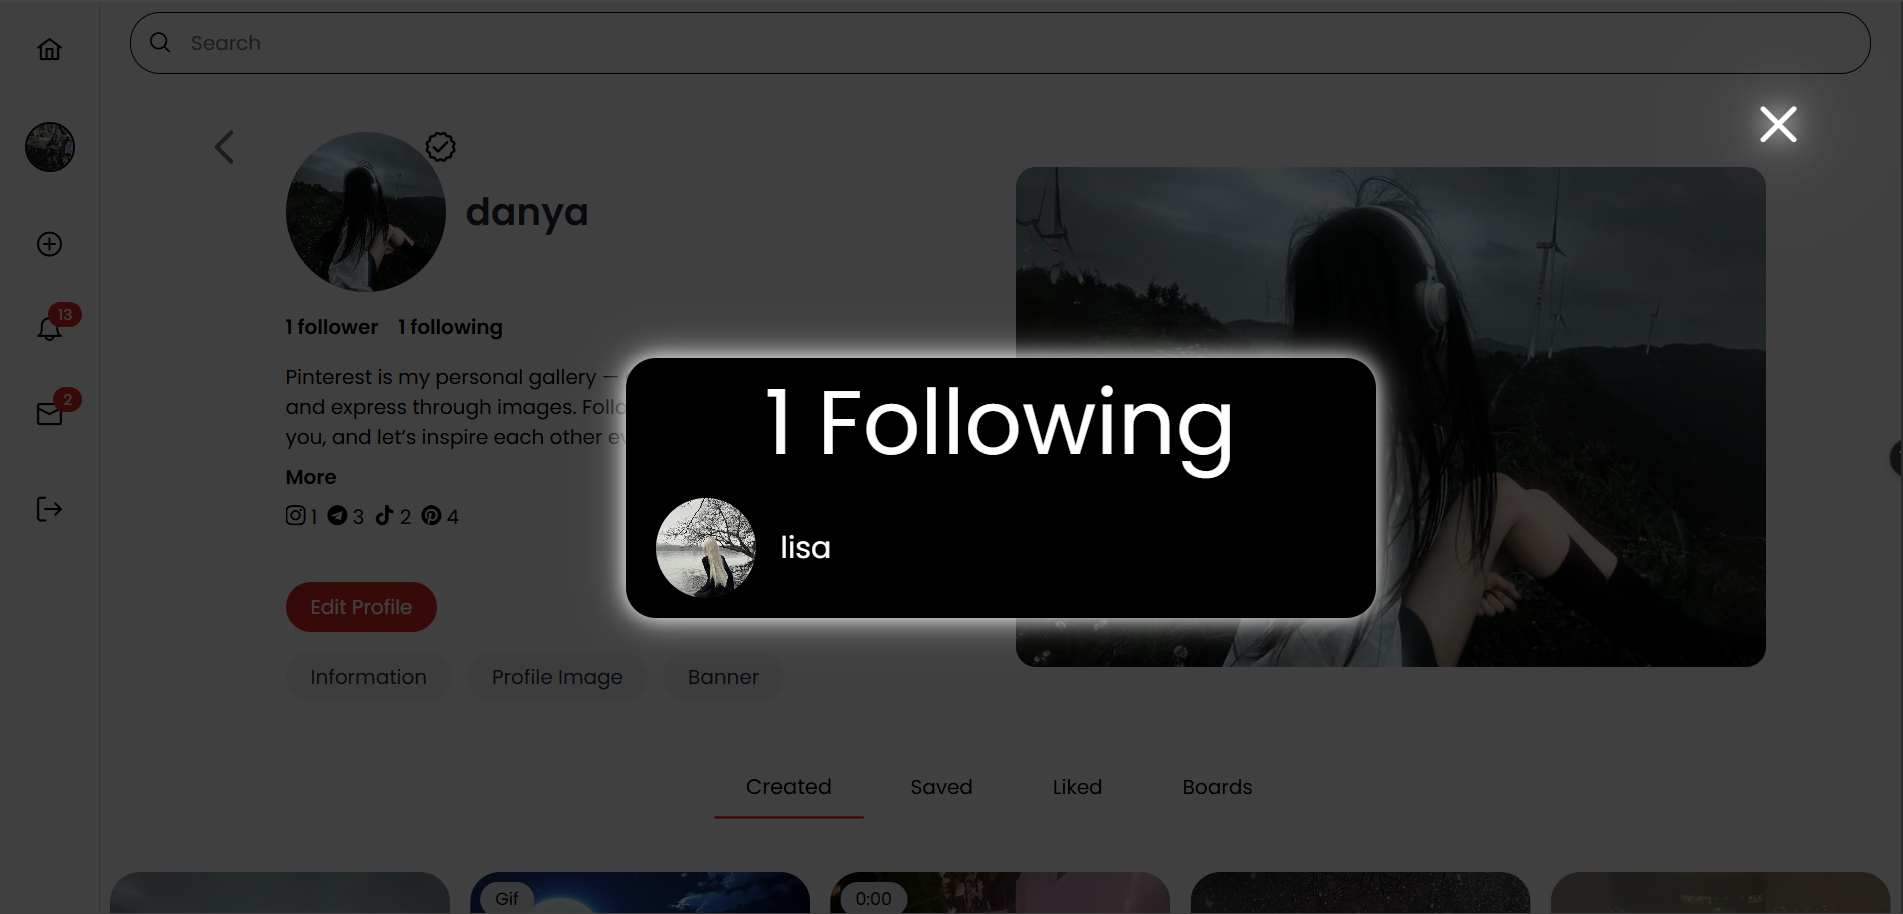 Search
danya
13
1 follower 1 following
Pinterest is my personal gallery —
and express through images.
2
you, and let's inspire each other
More
1 3 2 4
Edit Profile
Information Profile Image Banner
1 Following
lisa
Created Saved Liked Boards
Gif 0:00